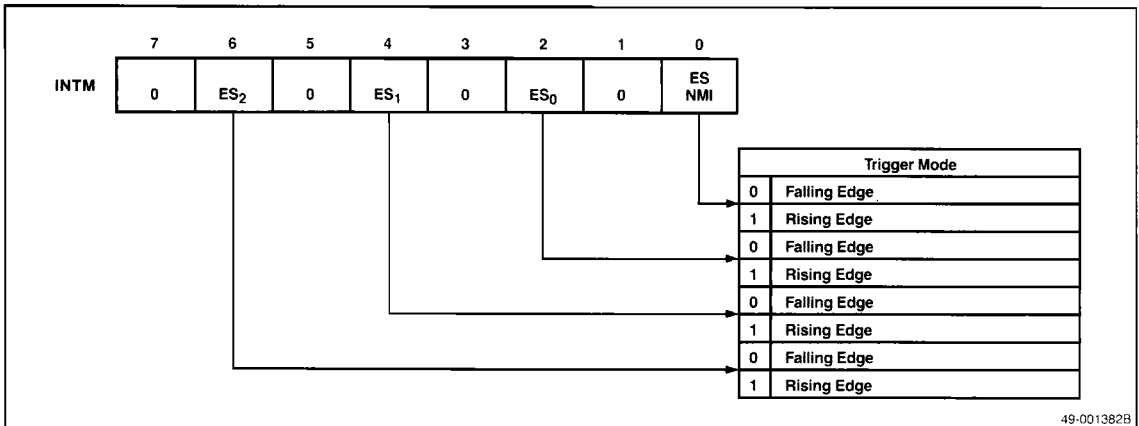 7 6 5 4 3 2 1 0
INTM 0 ES₂ 0 ES₁ 0 ES₀ 0 ES NMI
Trigger Mode
0 Falling Edge
1 Rising Edge
0 Falling Edge
1 Rising Edge
0 Falling Edge
1 Rising Edge
0 Falling Edge
1 Rising Edge
49-001382B